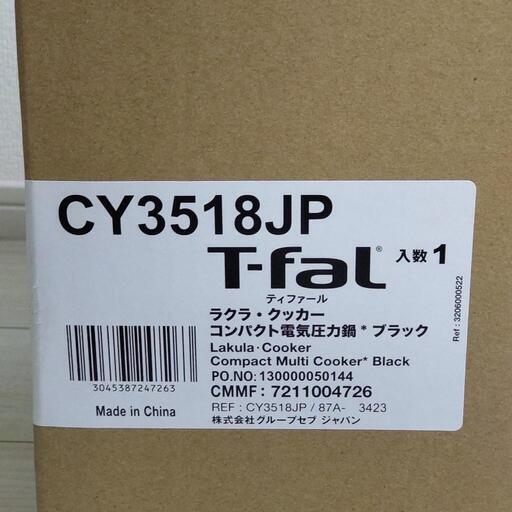 CY3518JP
T-faL® 入数 1
ティファール
ラクラ・クッカー
コンパクト電気圧力鍋* ブラック
Lakula・Cooker
Compact Multi Cooker* Black
PO.NO:130000050144
CMMF : 7211004726
REF : CY3518JP / 87A- 3423
株式会社グループセブ ジャパン
3045387247263
Made in China
Ref : 3206000522